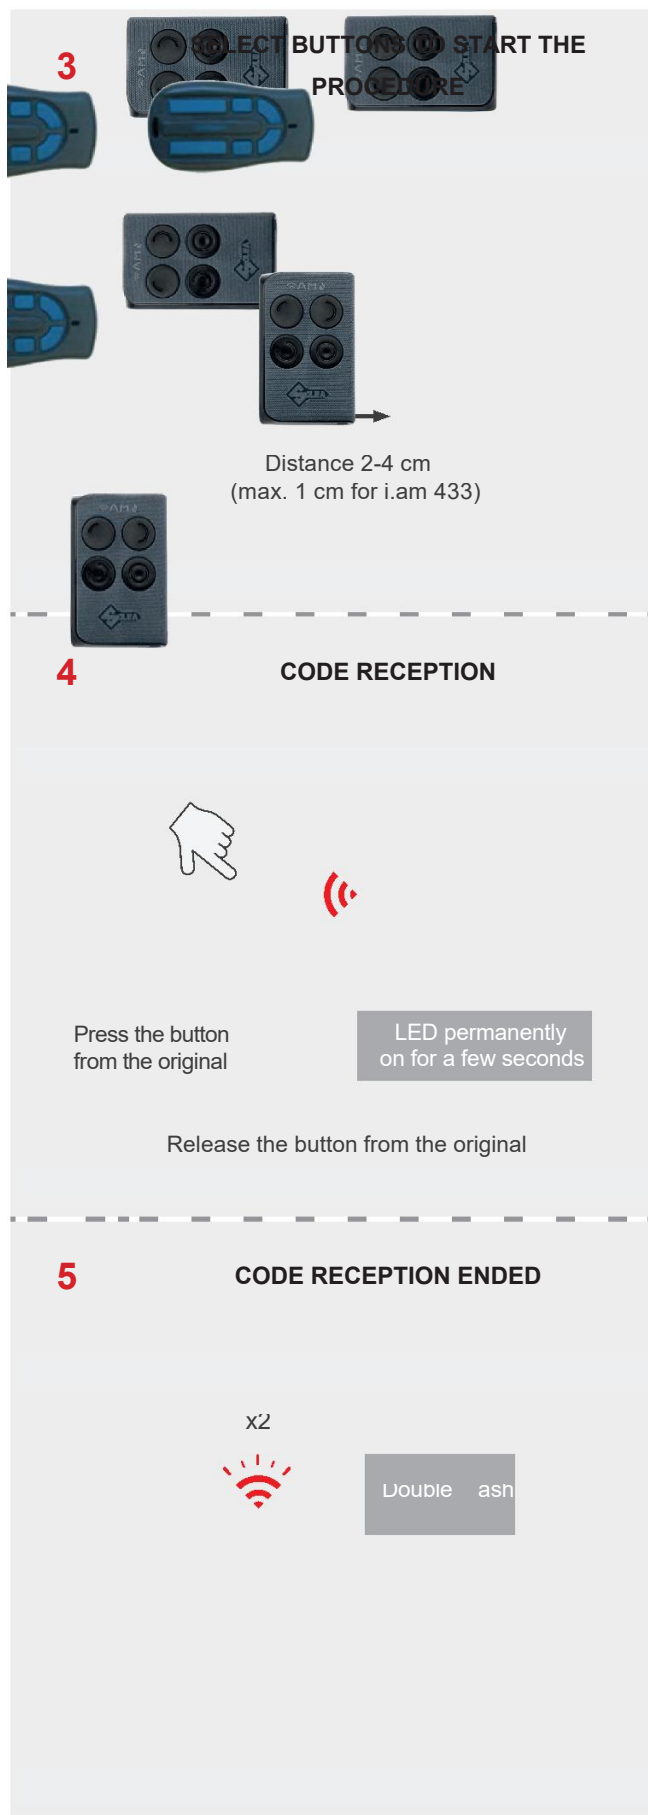 3
SELECT BUTTONS TO START THE
PROCEDURE
Distance 2-4 cm
(max. 1 cm for i.am 433)
4
CODE RECEPTION
Press the button
from the original
LED permanently
on for a few seconds
Release the button from the original
5
CODE RECEPTION ENDED
x2
Double ash